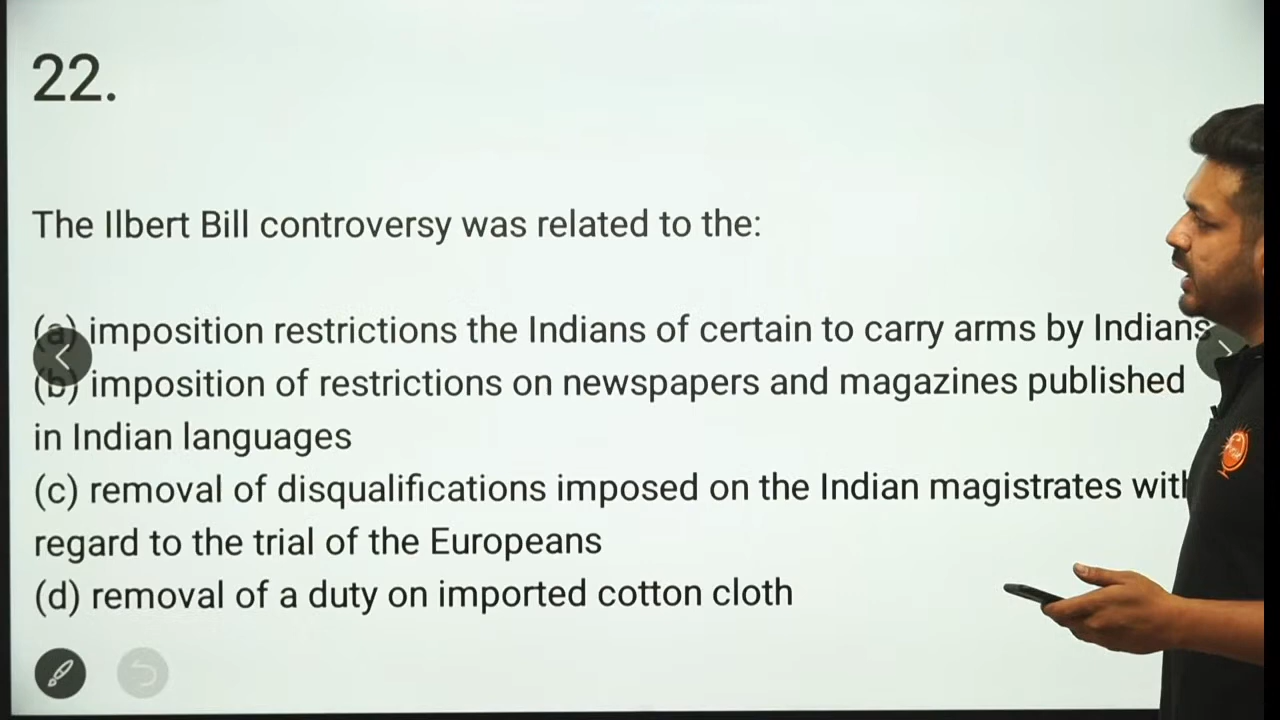 22.
The Ilbert Bill controversy was related to the:
(a) imposition restrictions the Indians of certain to carry arms by Indians
(b) imposition of restrictions on newspapers and magazines published
in Indian languages
(c) removal of disqualifications imposed on the Indian magistrates with
regard to the trial of the Europeans
(d) removal of a duty on imported cotton cloth